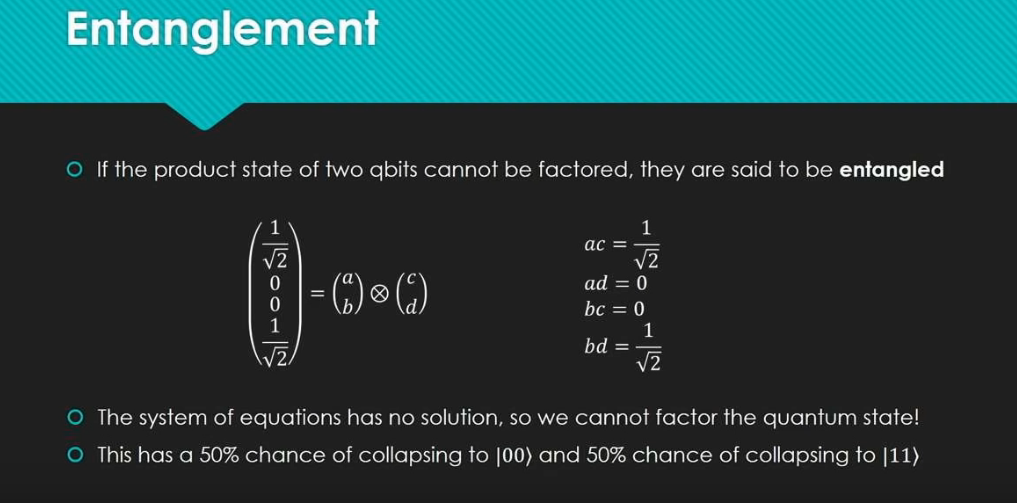 Entanglement
If the product state of two qbits cannot be factored, they are said to be entangled
$\begin{pmatrix} \frac{1}{\sqrt{2}} \\ 0 \\ 0 \\ \frac{1}{\sqrt{2}} \end{pmatrix} = \begin{pmatrix} a \\ b \end{pmatrix} \otimes \begin{pmatrix} c \\ d \end{pmatrix}$
$ac = \frac{1}{\sqrt{2}}$
$ad = 0$
$bc = 0$
$bd = \frac{1}{\sqrt{2}}$
The system of equations has no solution, so we cannot factor the quantum state!
This has a 50% chance of collapsing to |00⟩ and 50% chance of collapsing to |11⟩